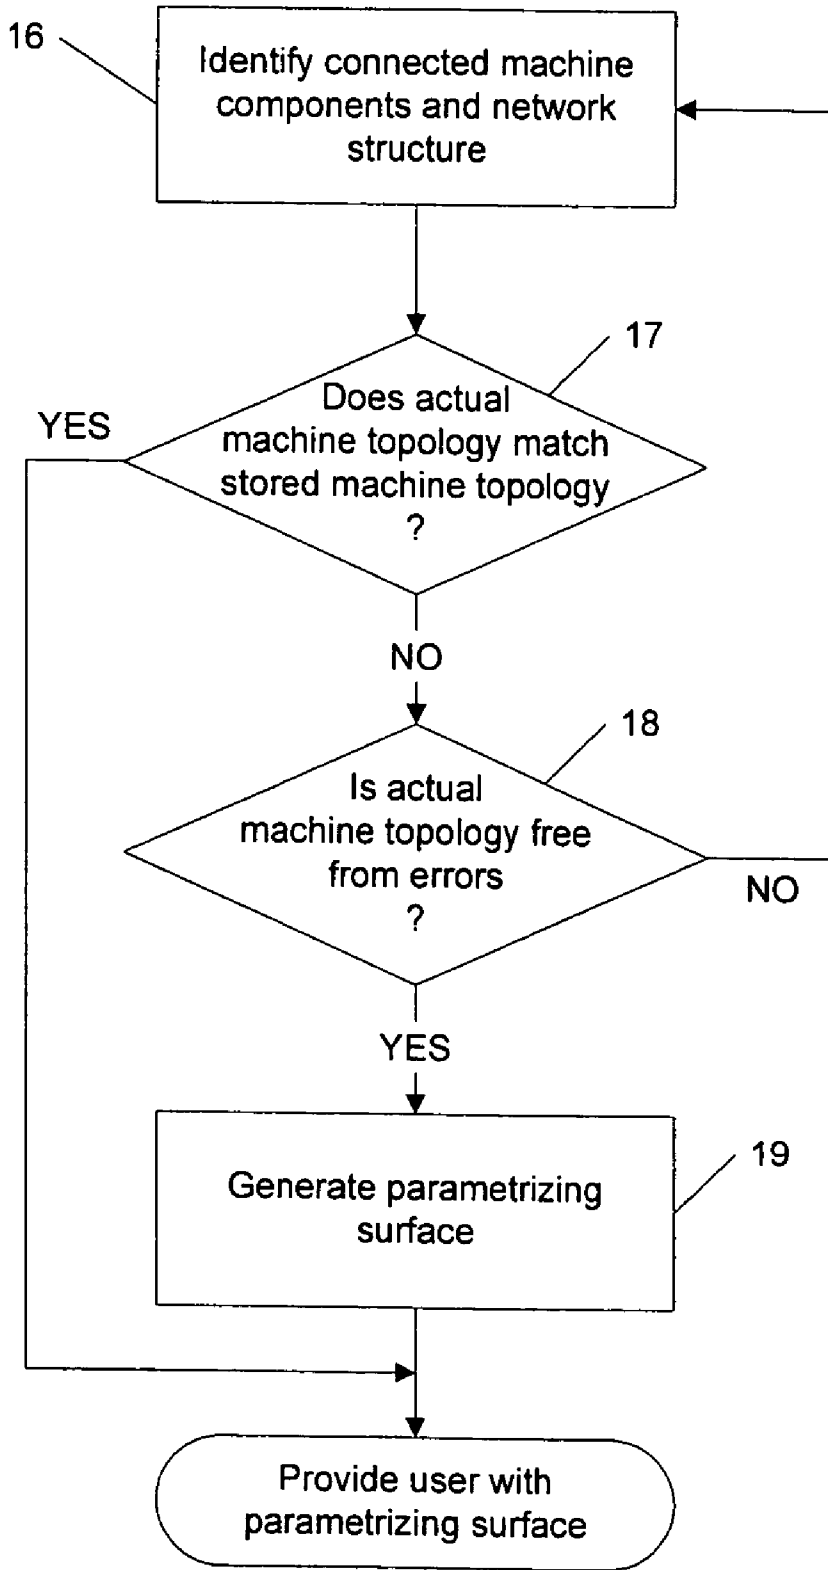 16
Identify connected machine
components and network
structure
17
YES
Does actual
machine topology match
stored machine topology
?
NO
18
Is actual
machine topology free
from errors
?
NO
YES
19
Generate parametrizing
surface
Provide user with
parametrizing surface